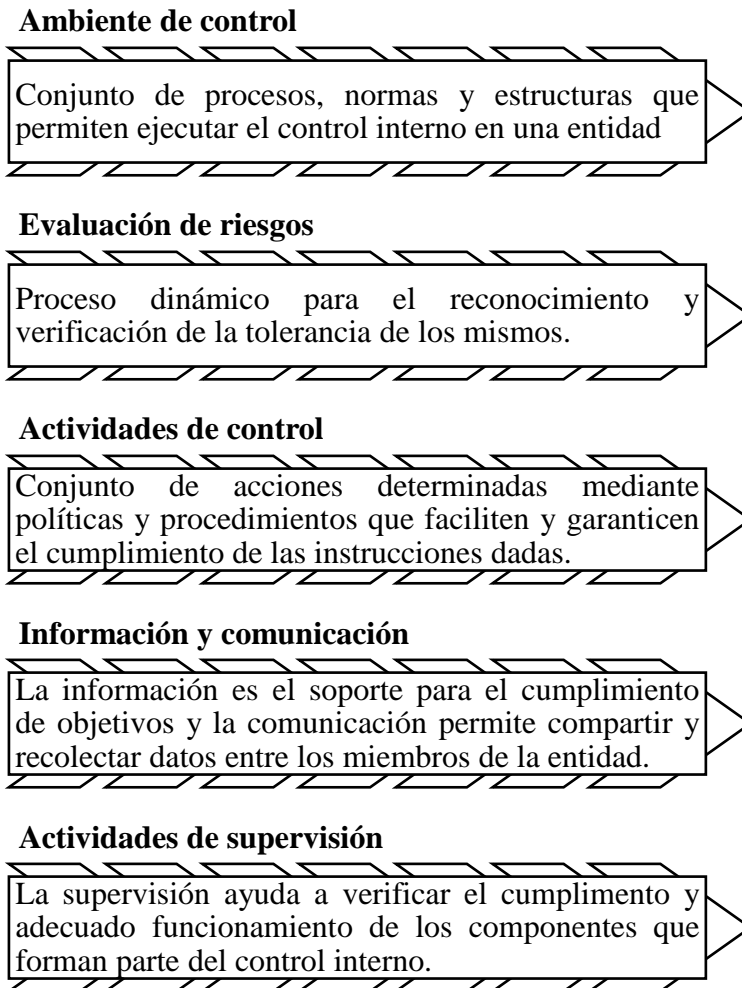 Ambiente de control
Conjunto de procesos, normas y estructuras que
permiten ejecutar el control interno en una entidad
Evaluación de riesgos
Proceso dinámico para el reconocimiento y
verificación de la tolerancia de los mismos.
Actividades de control
Conjunto de acciones determinadas mediante
políticas y procedimientos que faciliten y garanticen
el cumplimiento de las instrucciones dadas.
Información y comunicación
La información es el soporte para el cumplimiento
de objetivos y la comunicación permite compartir y
recolectar datos entre los miembros de la entidad.
Actividades de supervisión
La supervisión ayuda a verificar el cumplimento y
adecuado funcionamiento de los componentes que
forman parte del control interno.